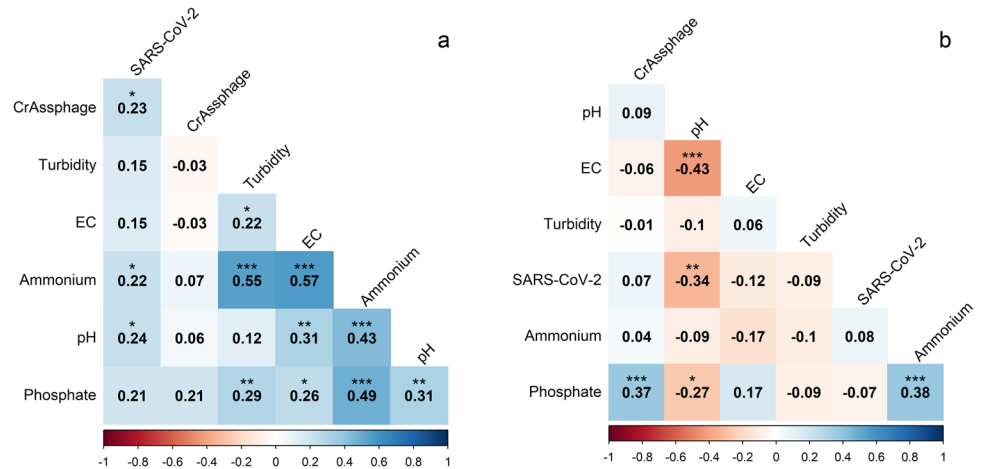 a
SARS-CoV-2
CrAssphage * 0.23 CrAssphage
Turbidity 0.15 -0.03 Turbidity
EC 0.15 -0.03 * 0.22 EC
Ammonium * 0.22 0.07 *** 0.55 *** 0.57 Ammonium
pH * 0.24 0.06 0.12 ** 0.31 *** 0.43 pH
Phosphate 0.21 0.21 ** 0.29 * 0.26 *** 0.49 ** 0.31
-1 -0.8 -0.6 -0.4 -0.2 0 0.2 0.4 0.6 0.8 1
b
CrAssphage
pH 0.09 pH
EC -0.06 *** -0.43 EC
Turbidity -0.01 -0.1 0.06 Turbidity
SARS-CoV-2 0.07 ** -0.34 -0.12 -0.09 SARS-CoV-2
Ammonium 0.04 -0.09 -0.17 -0.1 0.08 Ammonium
Phosphate *** 0.37 * -0.27 0.17 -0.09 -0.07 *** 0.38
-1 -0.8 -0.6 -0.4 -0.2 0 0.2 0.4 0.6 0.8 1